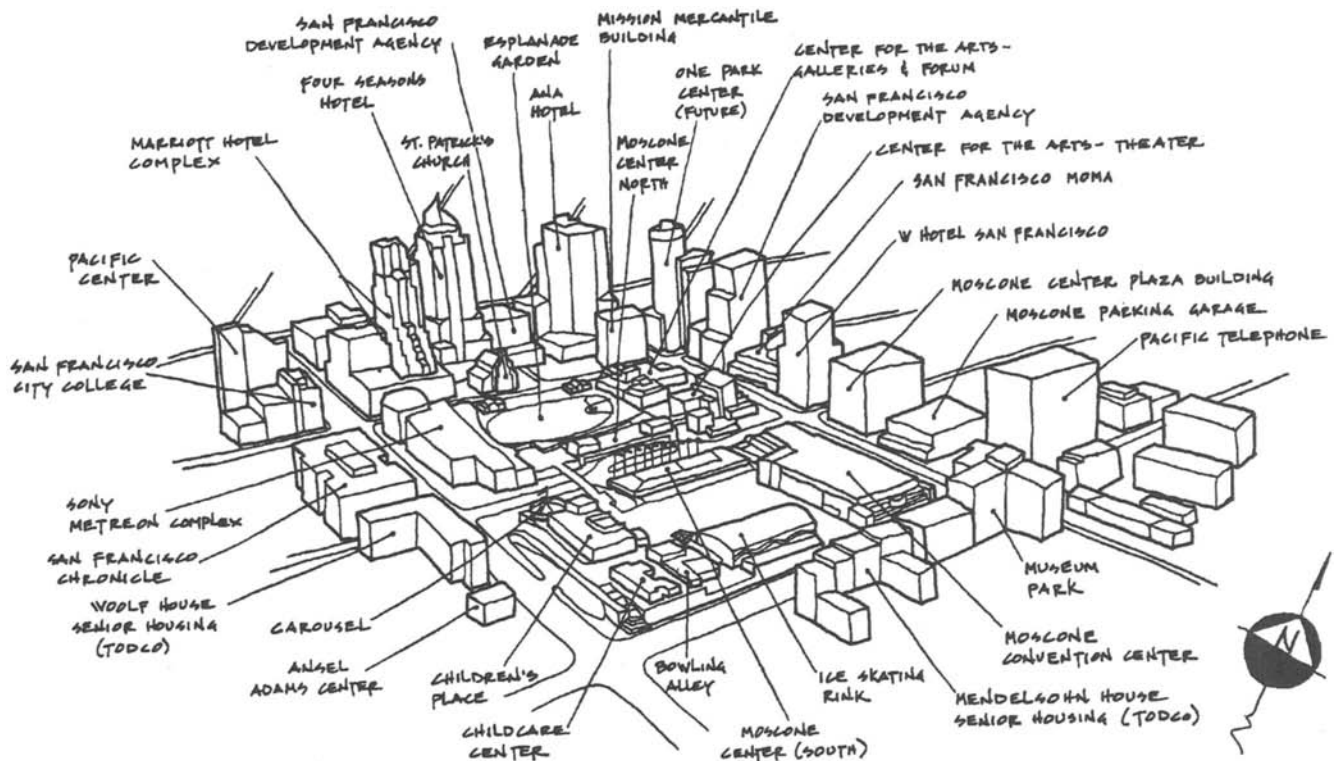 SAN FRANCISCO
DEVELOPMENT AGENCY
ESPLANADE
GARDEN
MISSION MERCANTILE
BUILDING
CENTER FOR THE ARTS-
GALLERIES & FORUM
FOUR SEASONS
HOTEL
ANA
HOTEL
ONE PARK
CENTER
(FUTURE)
SAN FRANCISCO
DEVELOPMENT AGENCY
MARRIOTT HOTEL
COMPLEX
ST. PATRICK'S
CHURCH
MOSCONE
CENTER
NORTH
CENTER FOR THE ARTS- THEATER
SAN FRANCISCO MOMA
W HOTEL SAN FRANCISCO
PACIFIC
CENTER
MOSCONE CENTER PLAZA BUILDING
MOSCONE PARKING GARAGE
PACIFIC TELEPHONE
SAN FRANCISCO
CITY COLLEGE
SONY
METREON COMPLEX
SAN FRANCISCO
CHRONICLE
WOOLF HOUSE
SENIOR HOUSING
(TODCO)
CAROUSEL
ANSEL
ADAMS CENTER
CHILDREN'S
PLACE
CHILDCARE
CENTER
BOWLING
ALLEY
MOSCONE
CENTER (SOUTH)
ICE SKATING
RINK
MENDELSOHN HOUSE
SENIOR HOUSING (TODCO)
MOSCONE
CONVENTION CENTER
MUSEUM
PARK
N